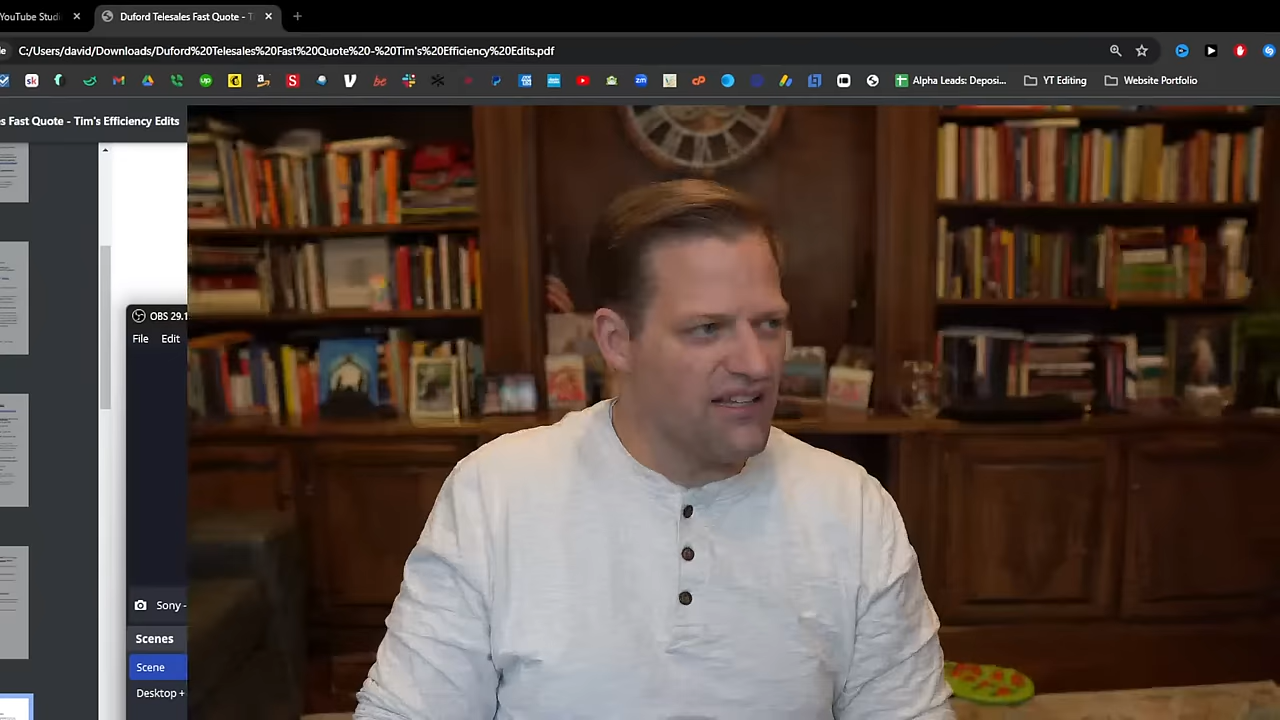 YouTube Studi
Duford Telesales Fast Quote - T
C:/Users/david/Downloads/Duford%20Telesales%20Fast%20Quote%20-%20Tim's%20Efficiency%20Edits.pdf
Alpha Leads: Deposi...
YT Editing
Website Portfolio
s Fast Quote - Tim's Efficiency Edits
OBS 29.1
File Edit
Sony -
Scenes
Scene
Desktop +